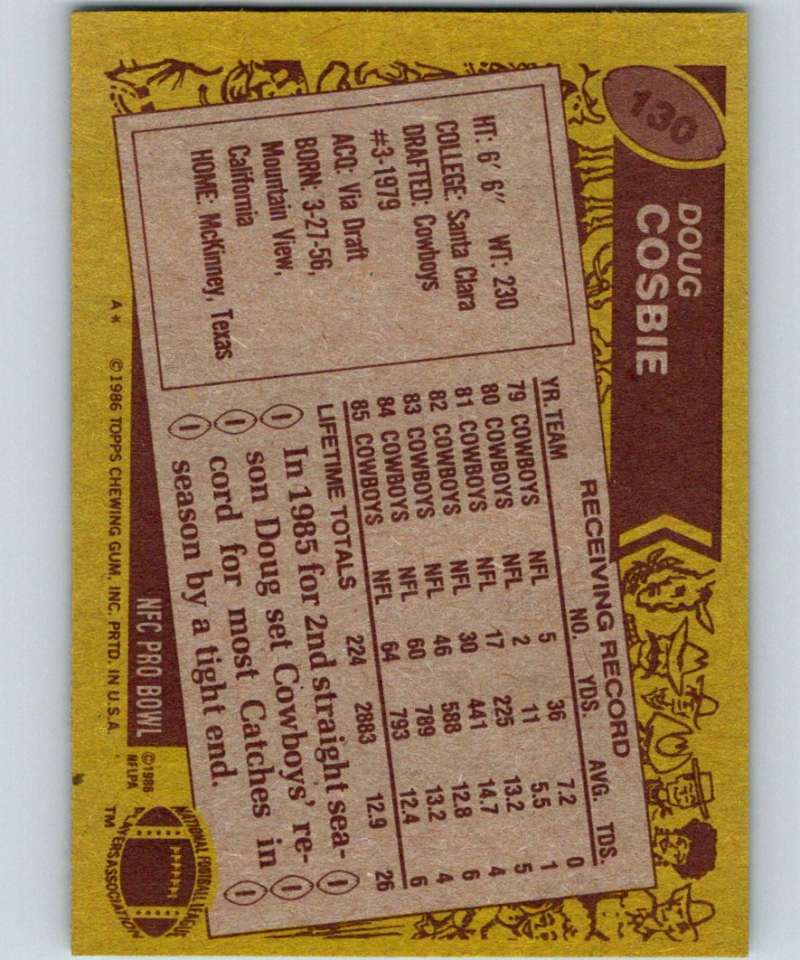 130
DOUG
COSBIE
HT: 6' 6" WT: 230
COLLEGE: Santa Clara
DRAFTED: Cowboys
#3-1979
ACQ: Via Draft
BORN: 3-27-56,
Mountain View,
California
HOME: McKinney, Texas
RECEIVING RECORD
YR. TEAM NO. YDS. AVG. TDS.
79 COWBOYS NFL 5 36 7.2 0
80 COWBOYS NFL 2 11 5.5 1
81 COWBOYS NFL 17 225 13.2 5
82 COWBOYS NFL 30 441 14.7 4
83 COWBOYS NFL 46 588 12.8 6
84 COWBOYS NFL 60 789 13.2 4
85 COWBOYS NFL 64 793 12.4 6
LIFETIME TOTALS 224 2883 12.9 26
In 1985 for 2nd straight sea-
son Doug set Cowboys' re-
cord for most Catches in
season by a tight end.
NFC PRO BOWL
©1986
NFLPA
A* ©1986 TOPPS CHEWING GUM, INC. PRTD. IN U.S.A.
NATIONAL FOOTBALL LEAGUE
PLAYERS ASSOCIATION
TM